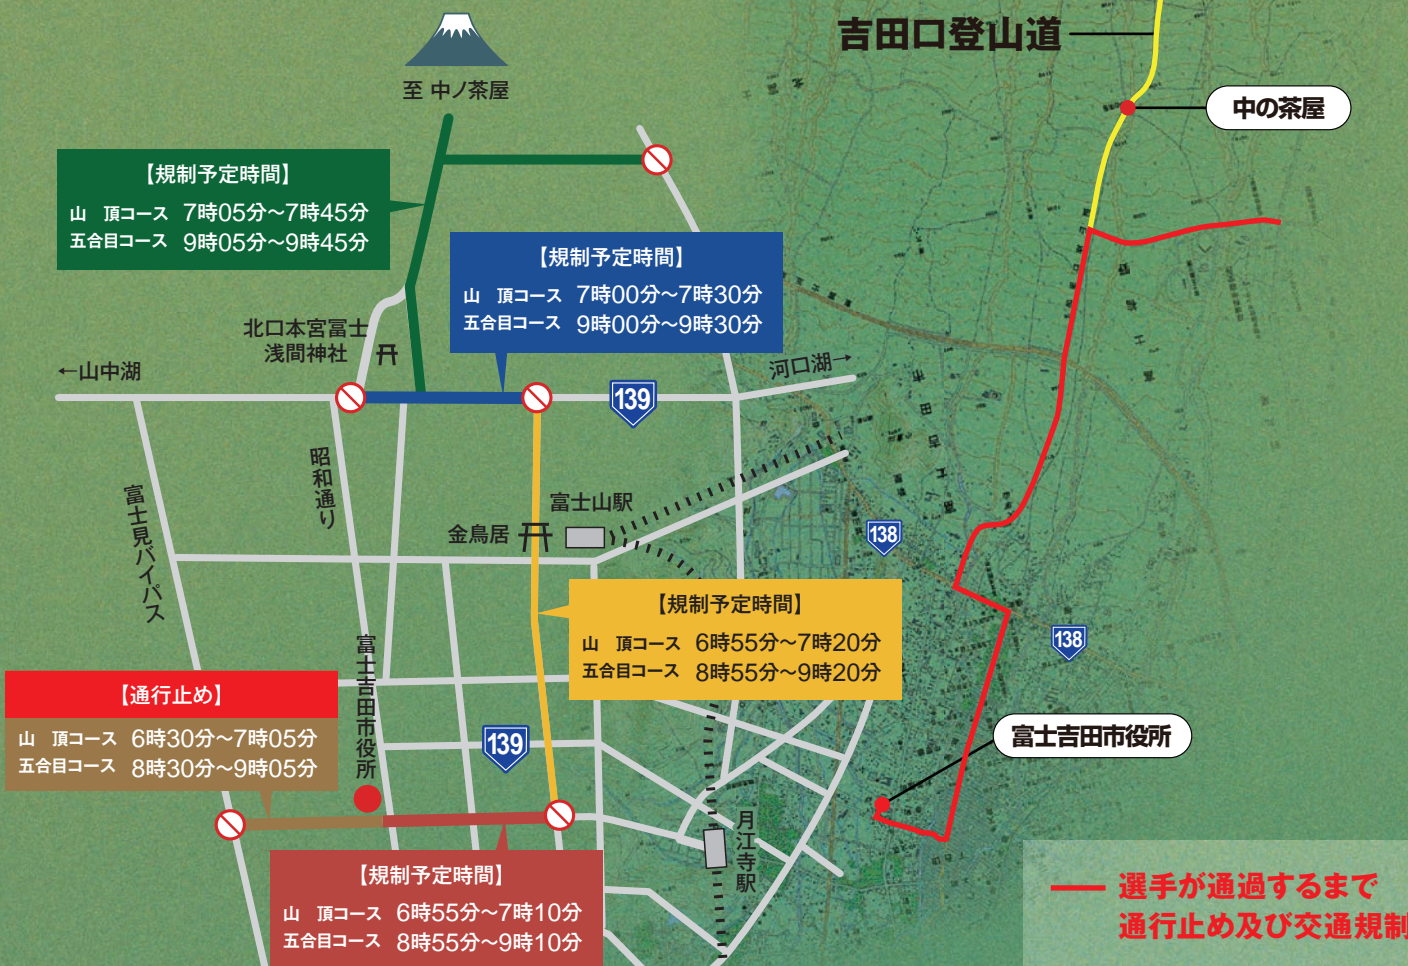 吉田口登山道
至 中ノ茶屋
中の茶屋
【規制予定時間】
山 頂コース 7時05分～7時45分
五合目コース 9時05分～9時45分
【規制予定時間】
山 頂コース 7時00分～7時30分
五合目コース 9時00分～9時30分
北口本宮冨士
浅間神社
←山中湖
河口湖→
139
昭和通り
富士見バイパス
富士山駅
金鳥居
138
【規制予定時間】
山 頂コース 6時55分～7時20分
五合目コース 8時55分～9時20分
138
富士吉田市役所
【通行止め】
山 頂コース 6時30分～7時05分
五合目コース 8時30分～9時05分
139
富士吉田市役所
月江寺駅
【規制予定時間】
山 頂コース 6時55分～7時10分
五合目コース 8時55分～9時10分
選手が通過するまで
通行止め及び交通規制